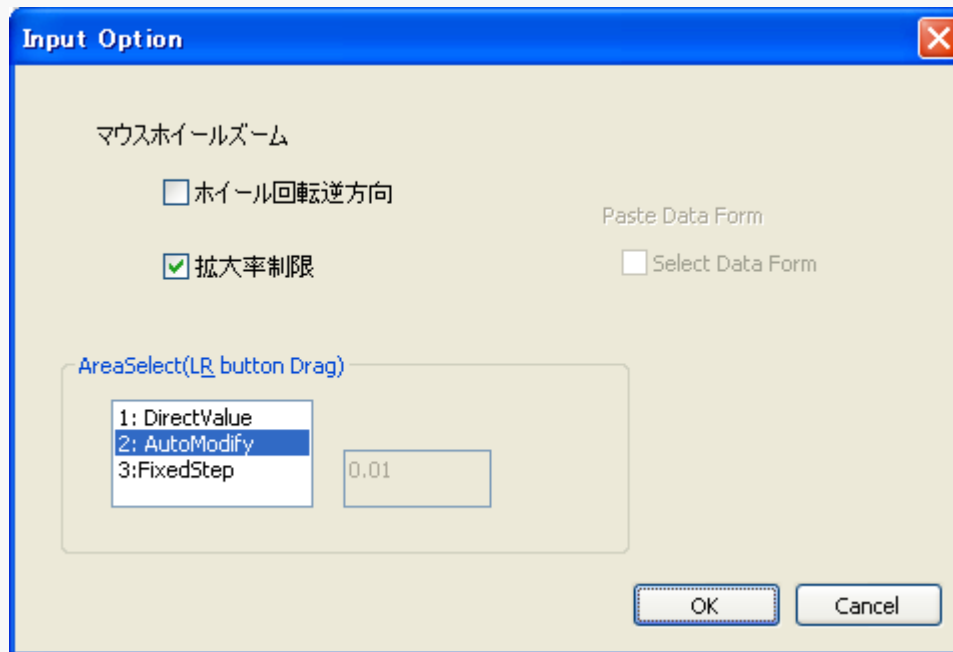 Input Option
マウスホイールズーム
ホイール回転逆方向
Paste Data Form
拡大率制限
Select Data Form
AreaSelect(LR button Drag)
1: DirectValue
2: AutoModify
3:FixedStep
0.01
OK
Cancel